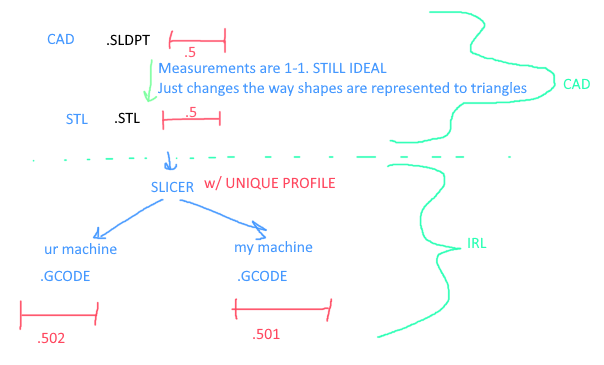 CAD .SLDPT
.5
Measurements are 1-1. STILL IDEAL
Just changes the way shapes are represented to triangles
CAD
STL .STL .5
SLICER w/ UNIQUE PROFILE
ur machine my machine
IRL
.GCODE .GCODE
.502 .501